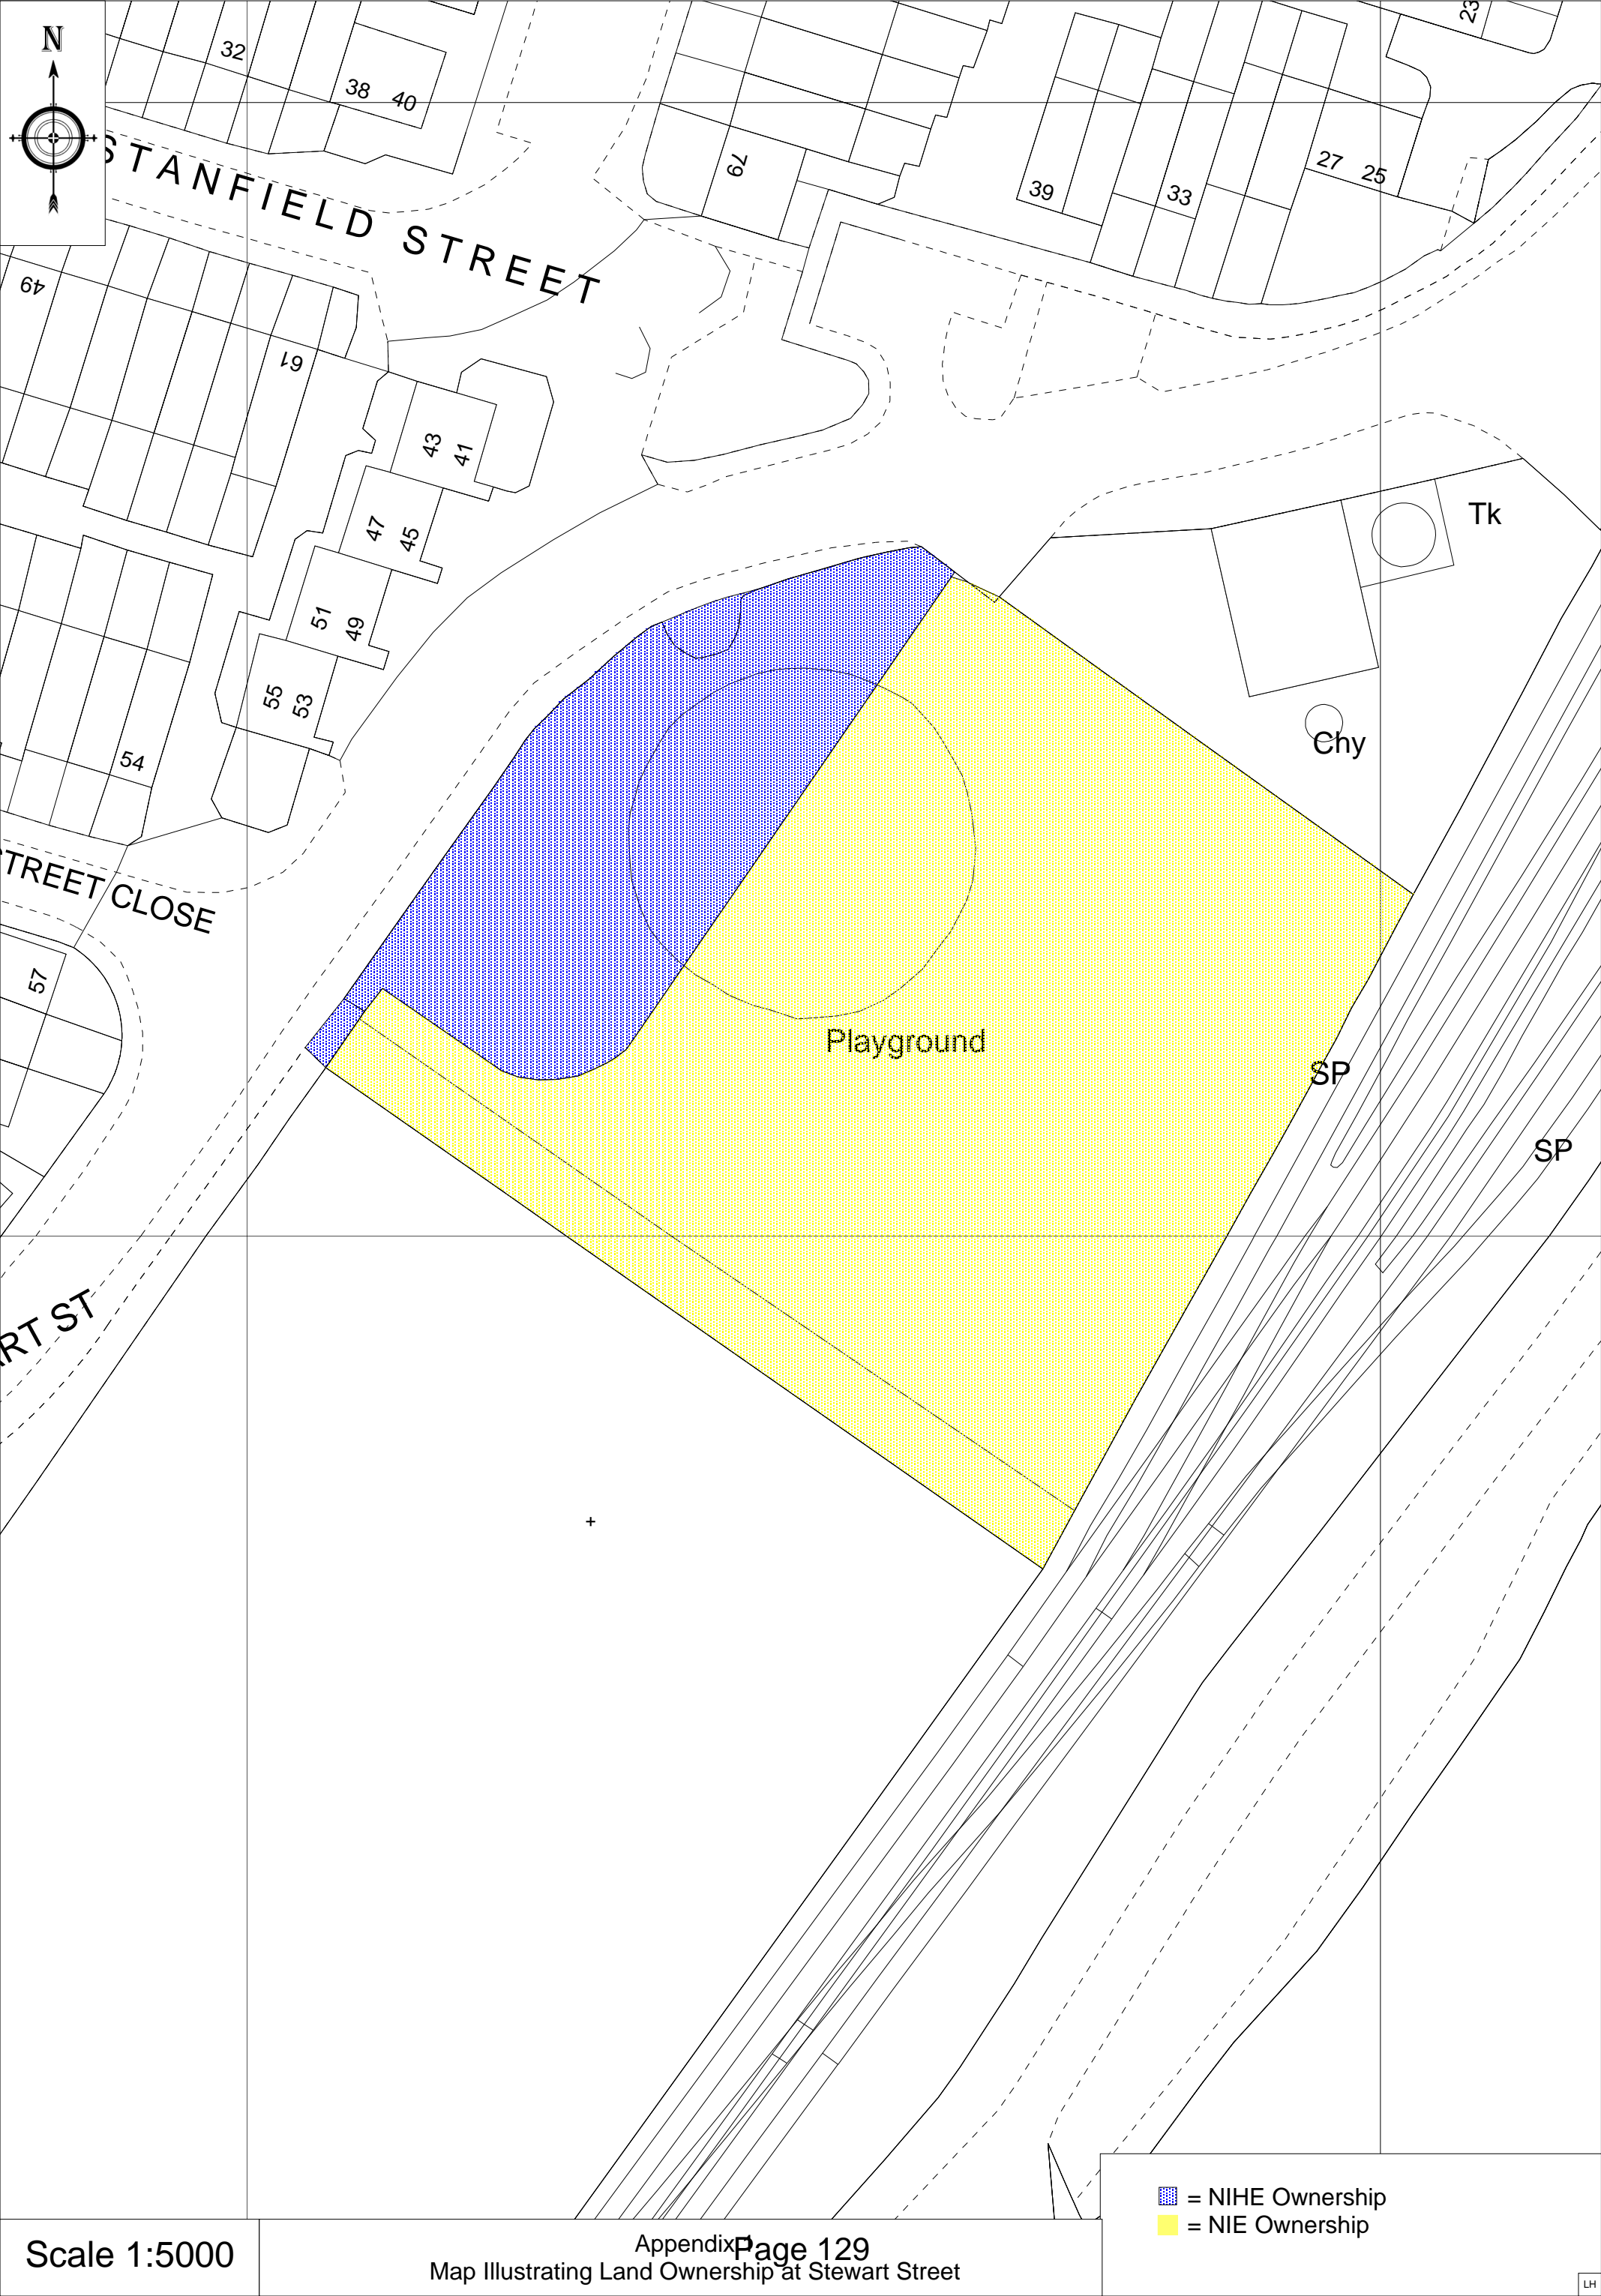 N
32
38
40
STANFIELD STREET
79
39
33
27
25
23
49
61
43
41
47
45
51
49
55
53
54
TREET CLOSE
57
RT ST
Tk
Chy
Playground
SP
SP
= NIHE Ownership
= NIE Ownership
Scale 1:5000
Appendix 1
Page 129
Map Illustrating Land Ownership at Stewart Street
LH